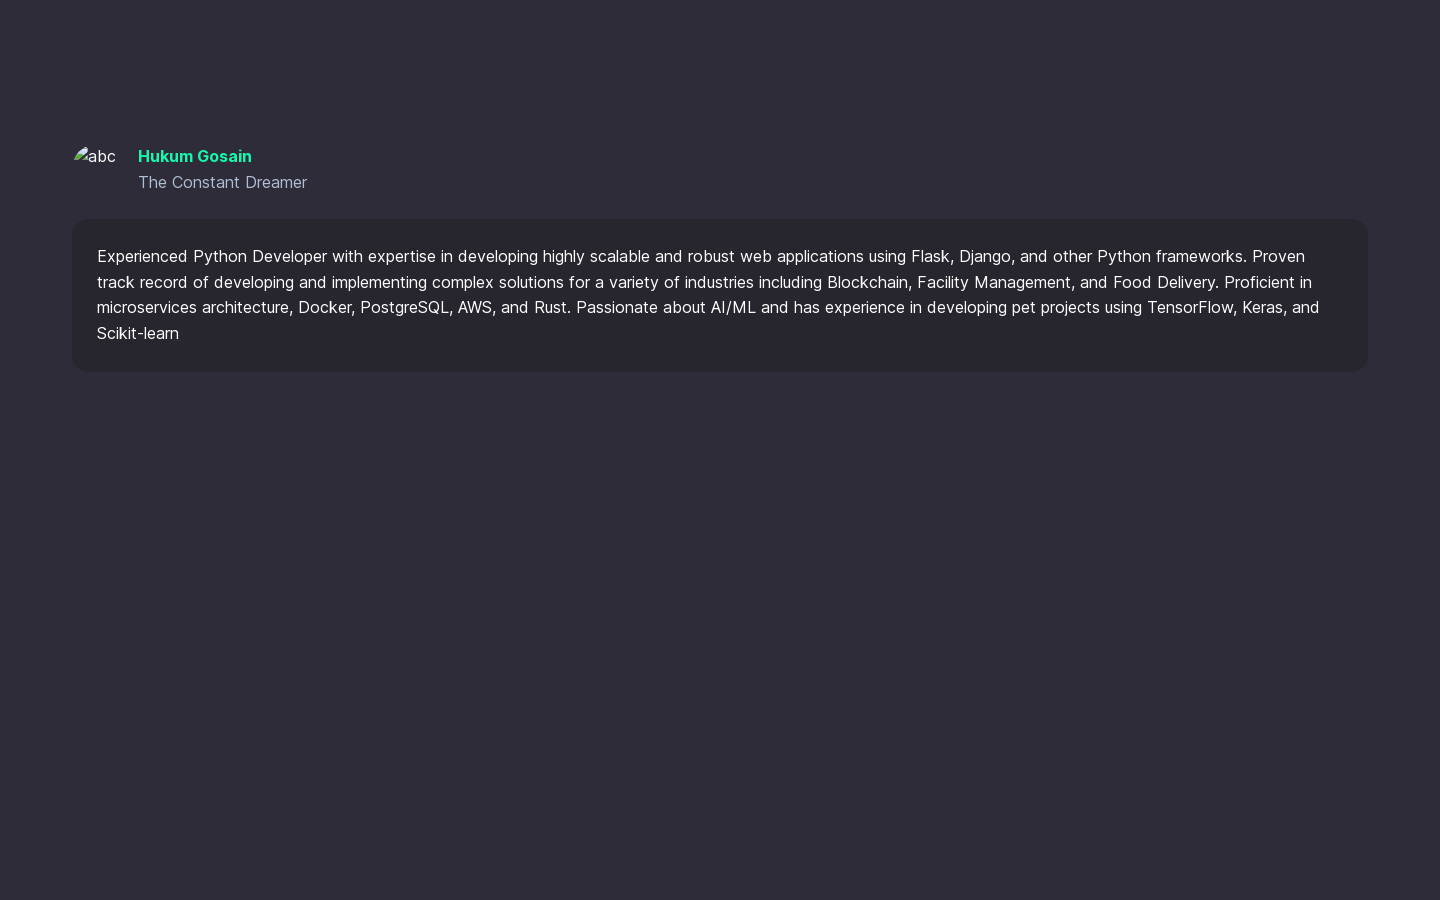 abc
Hukum Gosain
The Constant Dreamer
Experienced Python Developer with expertise in developing highly scalable and robust web applications using Flask, Django, and other Python frameworks. Proven
track record of developing and implementing complex solutions for a variety of industries including Blockchain, Facility Management, and Food Delivery. Proficient in
microservices architecture, Docker, PostgreSQL, AWS, and Rust. Passionate about AI/ML and has experience in developing pet projects using TensorFlow, Keras, and
Scikit-learn